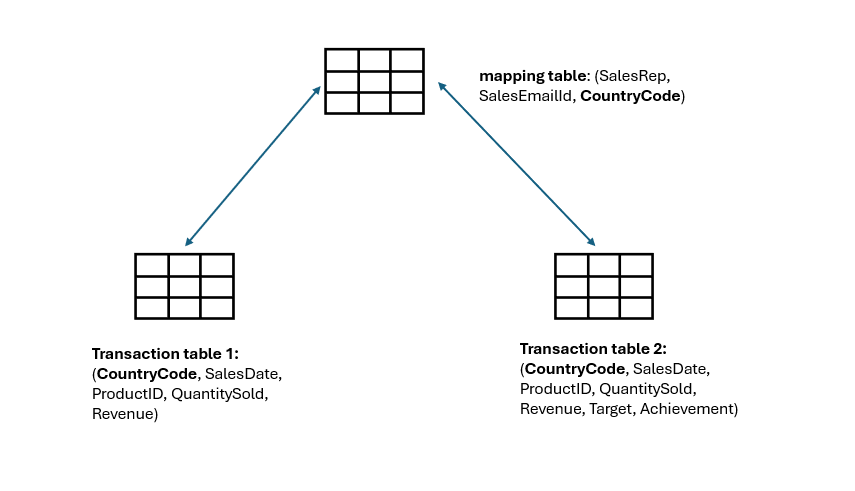 mapping table: (SalesRep,
SalesEmailId, CountryCode)
Transaction table 1:
(CountryCode, SalesDate,
ProductID, QuantitySold,
Revenue)
Transaction table 2:
(CountryCode, SalesDate,
ProductID, QuantitySold,
Revenue, Target, Achievement)